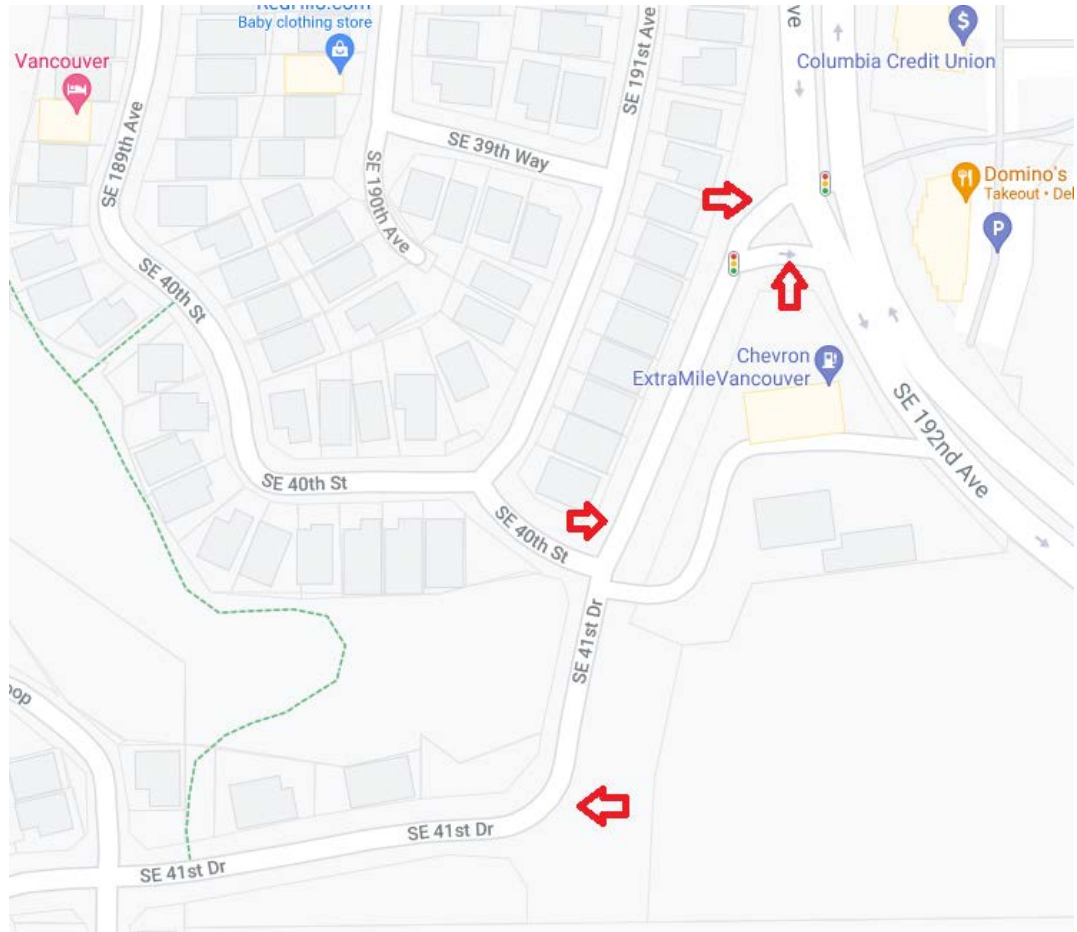 Baby clothing store
Vancouver
SE 189th Ave
SE 191st Ave
Ave
Columbia Credit Union
$
SE 39th Way
SE 190th Ave
Domino's
Takeout • Del
P
SE 40th St
Chevron
ExtraMileVancouver
SE 192nd Ave
SE 40th St
SE 40th St
SE 41st Dr
oop
SE 41st Dr
SE 41st Dr